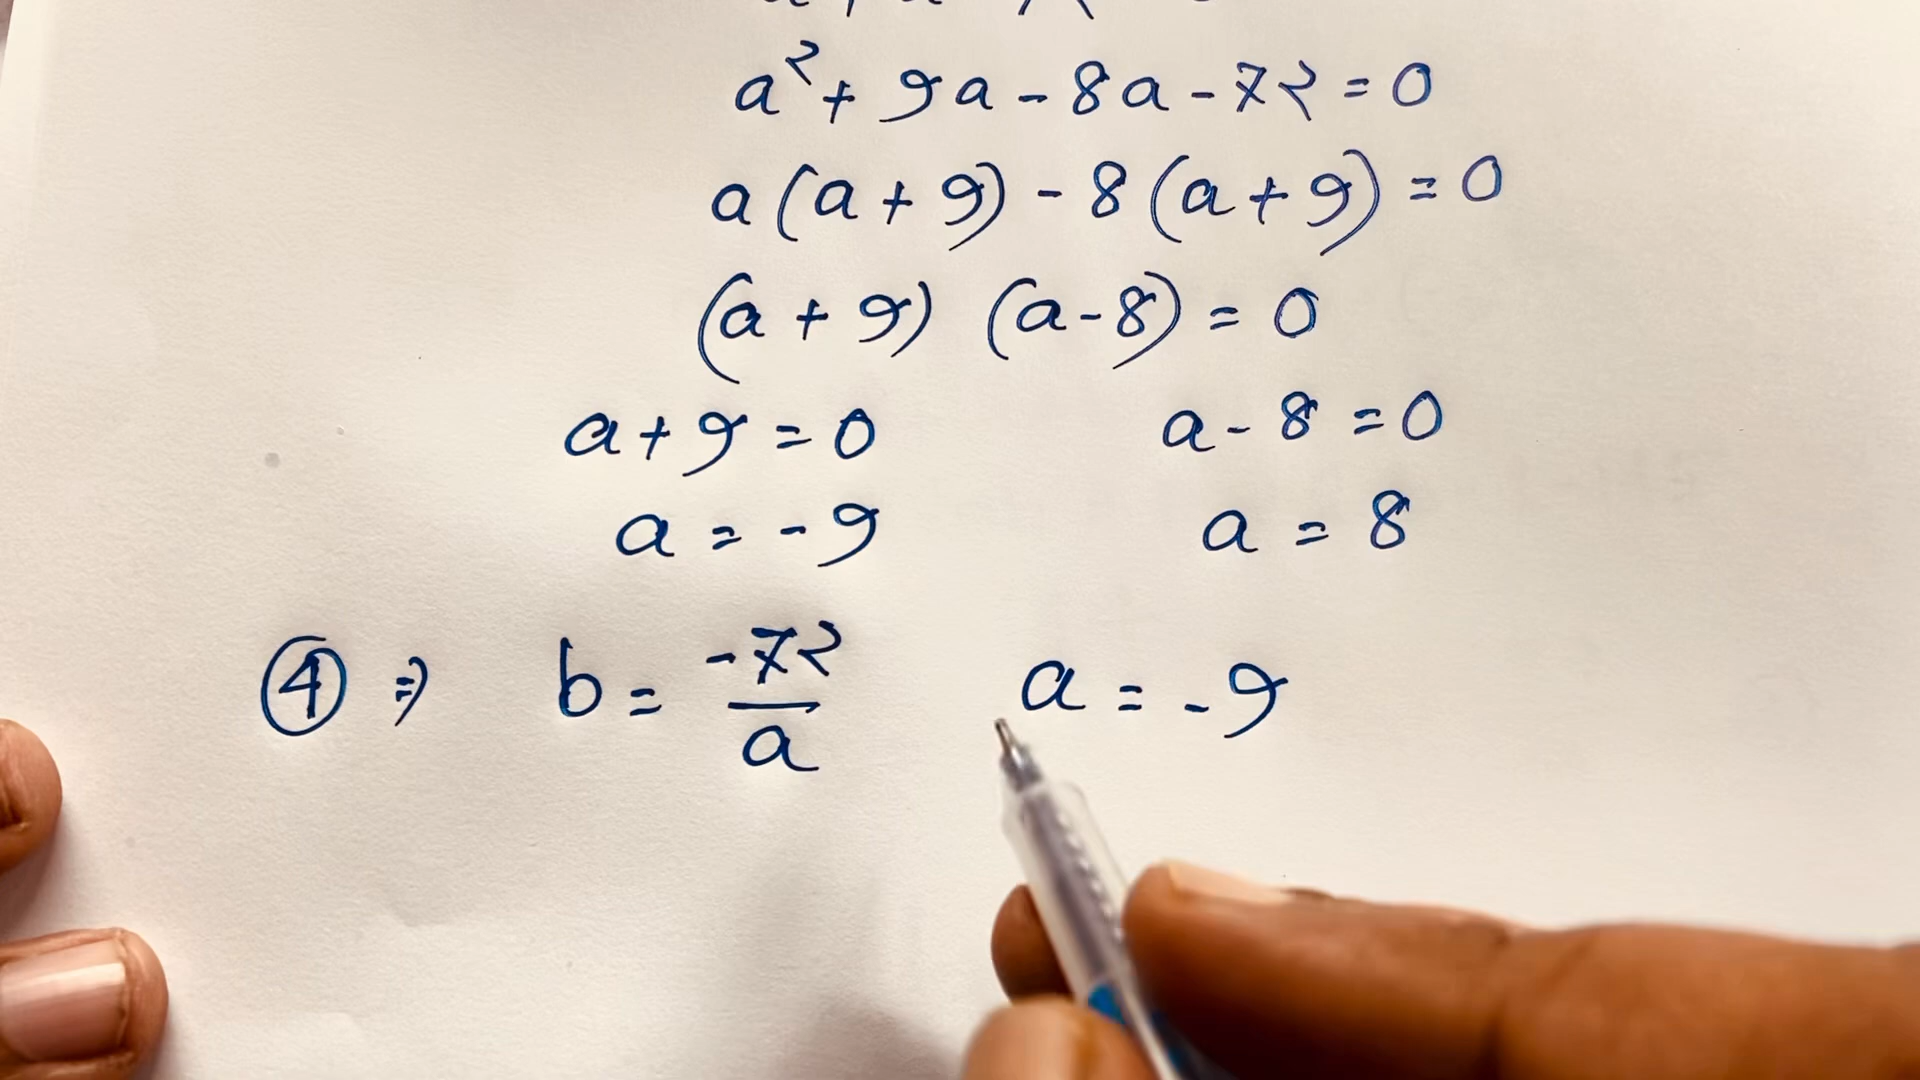 a² + 9a - 8a - 72 = 0
a(a + 9) - 8(a + 9) = 0
(a + 9) (a - 8) = 0
a + 9 = 0 a - 8 = 0
a = -9 a = 8
④ ⇒ b = -72/a a = -9